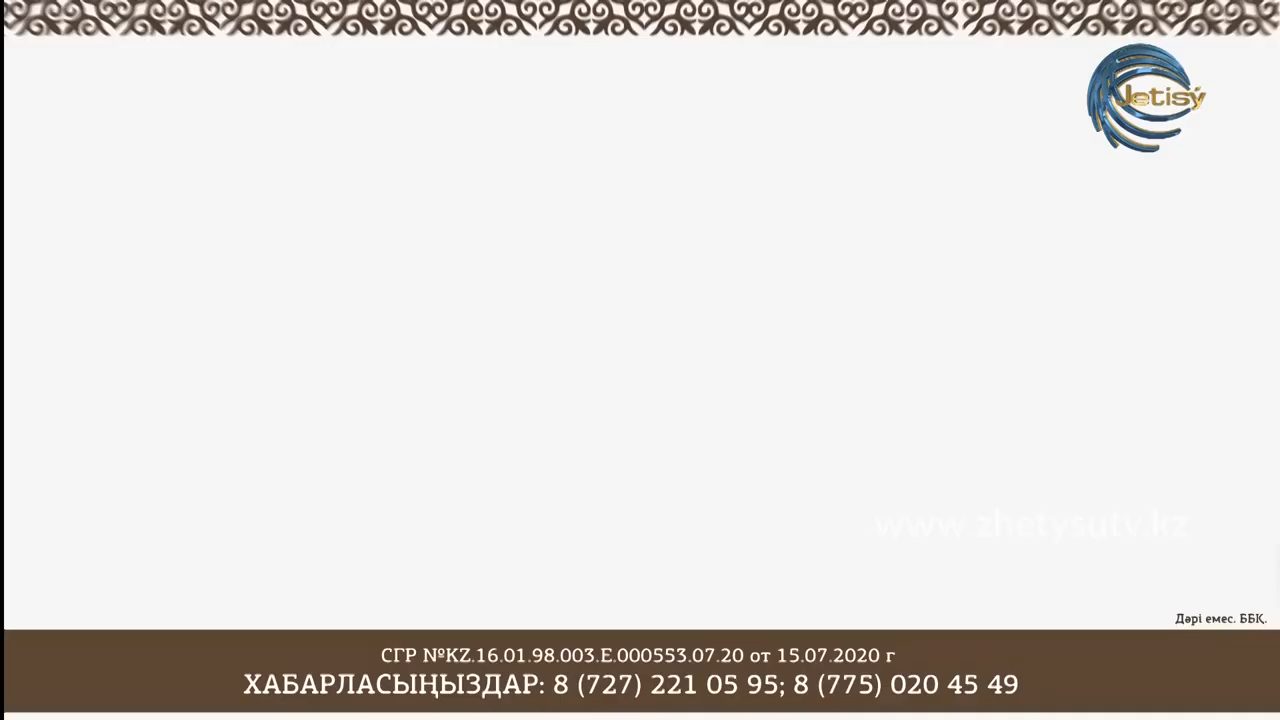 Jetisý
www.zhetysutv.kz
Дәрі емес. ББҚ.
СГР №KZ.16.01.98.003.Е.000553.07.20 от 15.07.2020 г
ХАБАРЛАСЫҢЫЗДАР: 8 (727) 221 05 95; 8 (775) 020 45 49